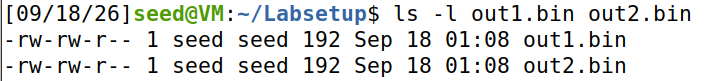 [09/18/26]seed@VM:~/Labsetup$ ls -l out1.bin out2.bin
-rw-rw-r-- 1 seed seed 192 Sep 18 01:08 out1.bin
-rw-rw-r-- 1 seed seed 192 Sep 18 01:08 out2.bin